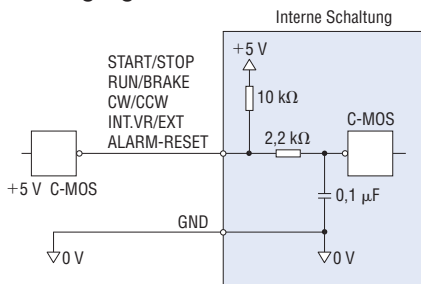 Interne Schaltung
+5 V
START/STOP
RUN/BRAKE
CW/CCW
INT.VR/EXT
ALARM-RESET
10 kΩ
C-MOS
2,2 kΩ
+5 V C-MOS
0,1 µF
GND
0 V
0 V